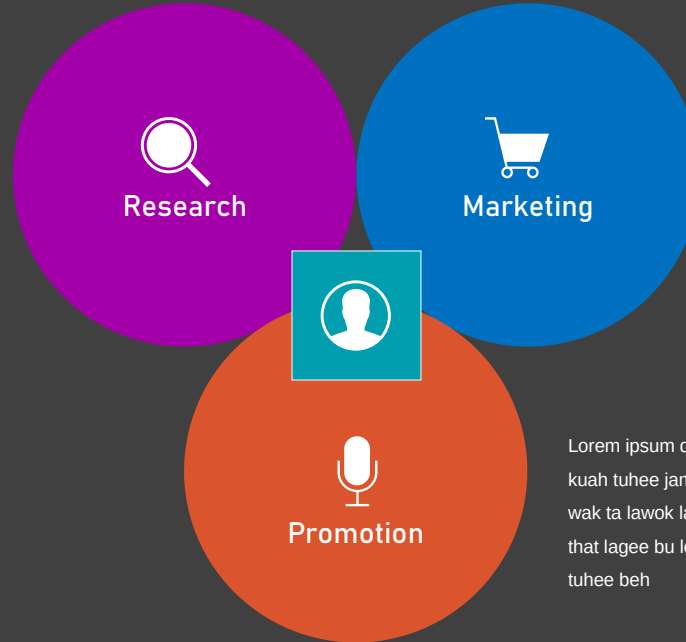 Research
Marketing
Promotion
Lorem ipsum
kuah tuhee
wak ta lawok
that lagee bu
tuhee beh